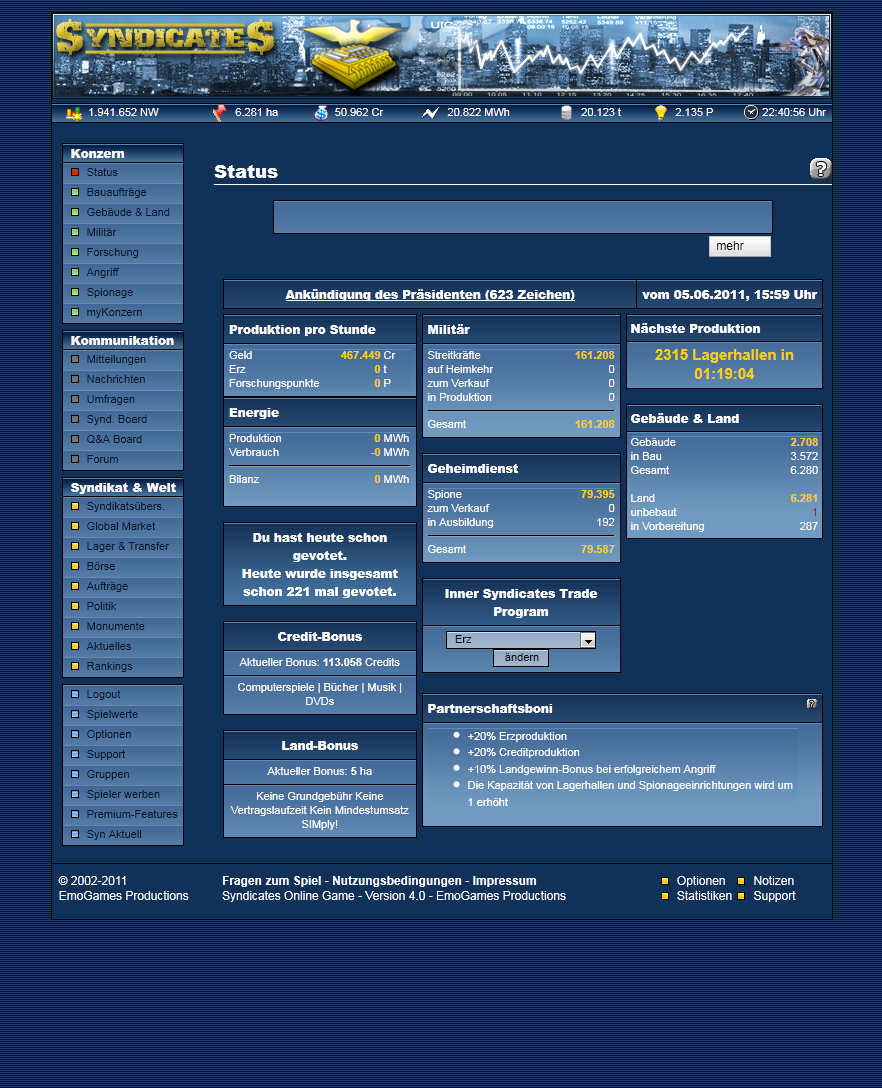 SYNDICATES
1.941.652 NW
6.281 ha
50.962 Cr
20.822 MWh
20.123 t
2.135 P
22:40:56 Uhr
Konzern
Status
Bauaufträge
Gebäude & Land
Militär
Forschung
Angriff
Spionage
myKonzern
Kommunikation
Mitteilungen
Nachrichten
Umfragen
Synd. Board
Q&A Board
Forum
Syndikat & Welt
Syndikatsübers.
Global Market
Lager & Transfer
Börse
Aufträge
Politik
Monumente
Aktuelles
Rankings
Logout
Spielwerte
Optionen
Support
Gruppen
Spieler werben
Premium-Features
Syn Aktuell
Status
?
mehr
Ankündigung des Präsidenten (623 Zeichen)
vom 05.06.2011, 15:59 Uhr
Produktion pro Stunde
Geld 467.449 Cr
Erz 0 t
Forschungspunkte 0 P
Energie
Produktion 0 MWh
Verbrauch -0 MWh
Bilanz 0 MWh
Du hast heute schon
gevotet.
Heute wurde insgesamt
schon 221 mal gevotet.
Credit-Bonus
Aktueller Bonus: 113.058 Credits
Computerspiele | Bücher | Musik |
DVDs
Land-Bonus
Aktueller Bonus: 5 ha
Keine Grundgebühr Keine
Vertragslaufzeit Kein Mindestumsatz
SIMply!
Militär
Streitkräfte 161.208
auf Heimkehr 0
zum Verkauf 0
in Produktion 0
Gesamt 161.208
Geheimdienst
Spione 79.395
zum Verkauf 0
in Ausbildung 192
Gesamt 79.587
Inner Syndicates Trade
Program
Erz
ändern
Nächste Produktion
2315 Lagerhallen in
01:19:04
Gebäude & Land
Gebäude 2.708
in Bau 3.572
Gesamt 6.280
Land 6.281
unbebaut 1
in Vorbereitung 287
Partnerschaftsboni
?
+20% Erzproduktion
+20% Creditproduktion
+10% Landgewinn-Bonus bei erfolgreichem Angriff
Die Kapazität von Lagerhallen und Spionageeinrichtungen wird um
1 erhöht
© 2002-2011
EmoGames Productions
Fragen zum Spiel - Nutzungsbedingungen - Impressum
Syndicates Online Game - Version 4.0 - EmoGames Productions
Optionen
Notizen
Statistiken
Support